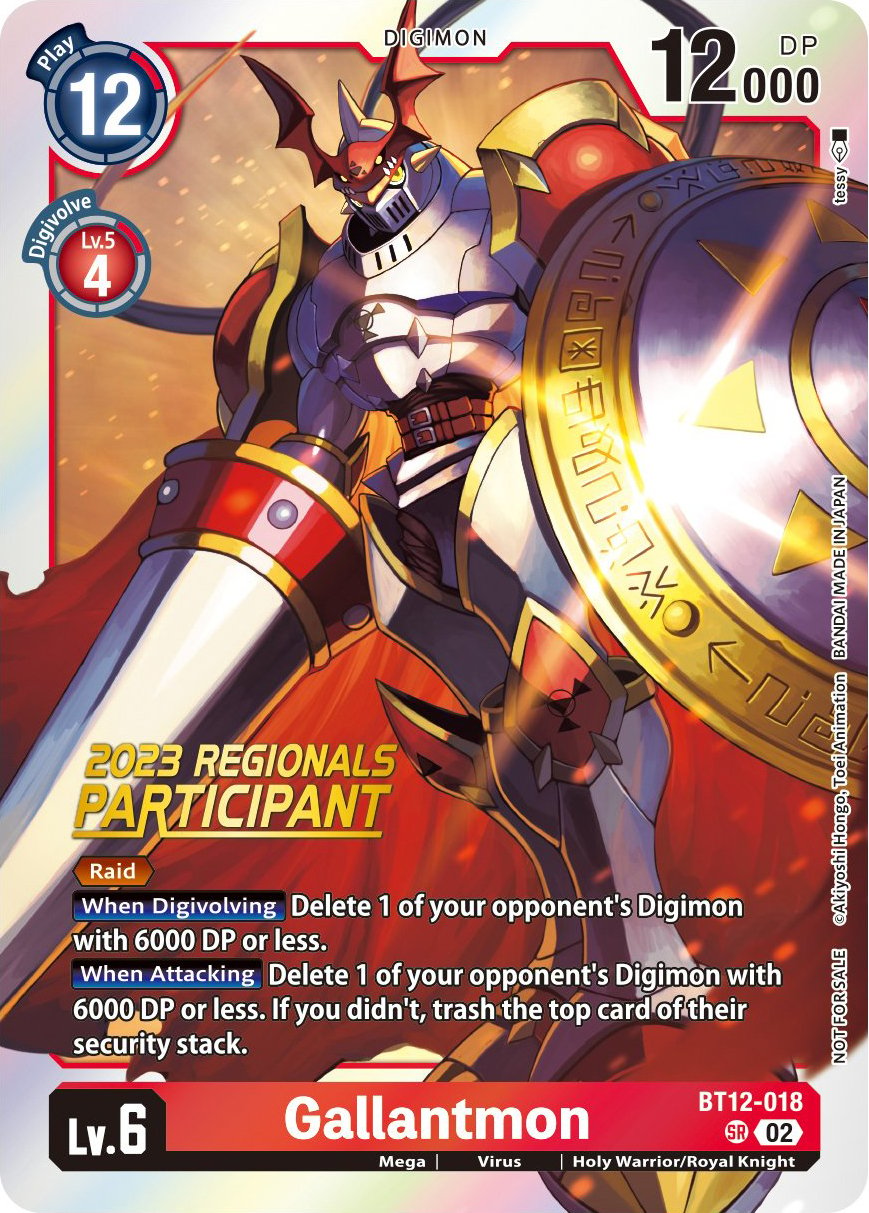 DIGIMON
Play
12
12000
DP
Digivolve
Lv.5
4
tessy
2023 REGIONALS
PARTICIPANT
Raid
When Digivolving Delete 1 of your opponent's Digimon
with 6000 DP or less.
When Attacking Delete 1 of your opponent's Digimon with
6000 DP or less. If you didn't, trash the top card of their
security stack.
NOT FOR SALE ©Akiyoshi Hongo, Toei Animation BANDAI MADE IN JAPAN
Lv.6
Gallantmon
BT12-018
SR 02
Mega | Virus | Holy Warrior/Royal Knight